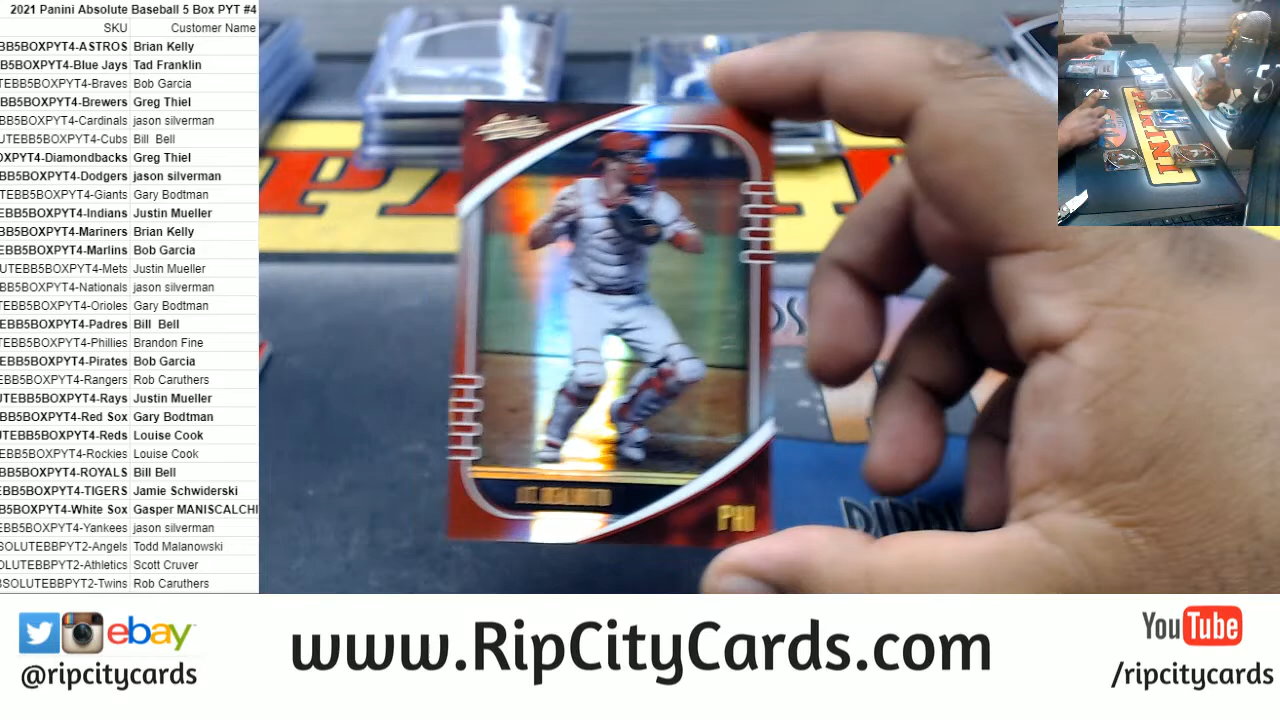 2021 Panini Absolute Baseball 5 Box PYT #4
SKU Customer Name
BB5BOXPYT4-ASTROS Brian Kelly
B5BOXPYT4-Blue Jays Tad Franklin
TEBB5BOXPYT4-Braves Bob Garcia
BB5BOXPYT4-Brewers Greg Thiel
BB5BOXPYT4-Cardinals jason silverman
UTEBB5BOXPYT4-Cubs Bill Bell
OXPYT4-Diamondbacks Greg Thiel
BB5BOXPYT4-Dodgers jason silverman
TEBB5BOXPYT4-Giants Gary Bodtman
EBB5BOXPYT4-Indians Justin Mueller
BB5BOXPYT4-Mariners Brian Kelly
EBB5BOXPYT4-Marlins Bob Garcia
UTEBB5BOXPYT4-Mets Justin Mueller
BB5BOXPYT4-Nationals jason silverman
TEBB5BOXPYT4-Orioles Gary Bodtman
EBB5BOXPYT4-Padres Bill Bell
EBB5BOXPYT4-Phillies Brandon Fine
EBB5BOXPYT4-Pirates Bob Garcia
EBB5BOXPYT4-Rangers Rob Caruthers
UTEBB5BOXPYT4-Rays Justin Mueller
BB5BOXPYT4-Red Sox Gary Bodtman
UTEBB5BOXPYT4-Reds Louise Cook
EBB5BOXPYT4-Rockies Louise Cook
BB5BOXPYT4-ROYALS Bill Bell
EBB5BOXPYT4-TIGERS Jamie Schwiderski
B5BOXPYT4-White Sox Gasper MANISCALCHI
EBB5BOXPYT4-Yankees jason silverman
SOLUTEBBPYT2-Angels Todd Malanowski
OLUTEBBPYT2-Athletics Scott Cruver
BSOLUTEBBPYT2-Twins Rob Caruthers
Absolute
PHI
PANINI
ebay
@ripcitycards
www.RipCityCards.com
YouTube
/ripcitycards